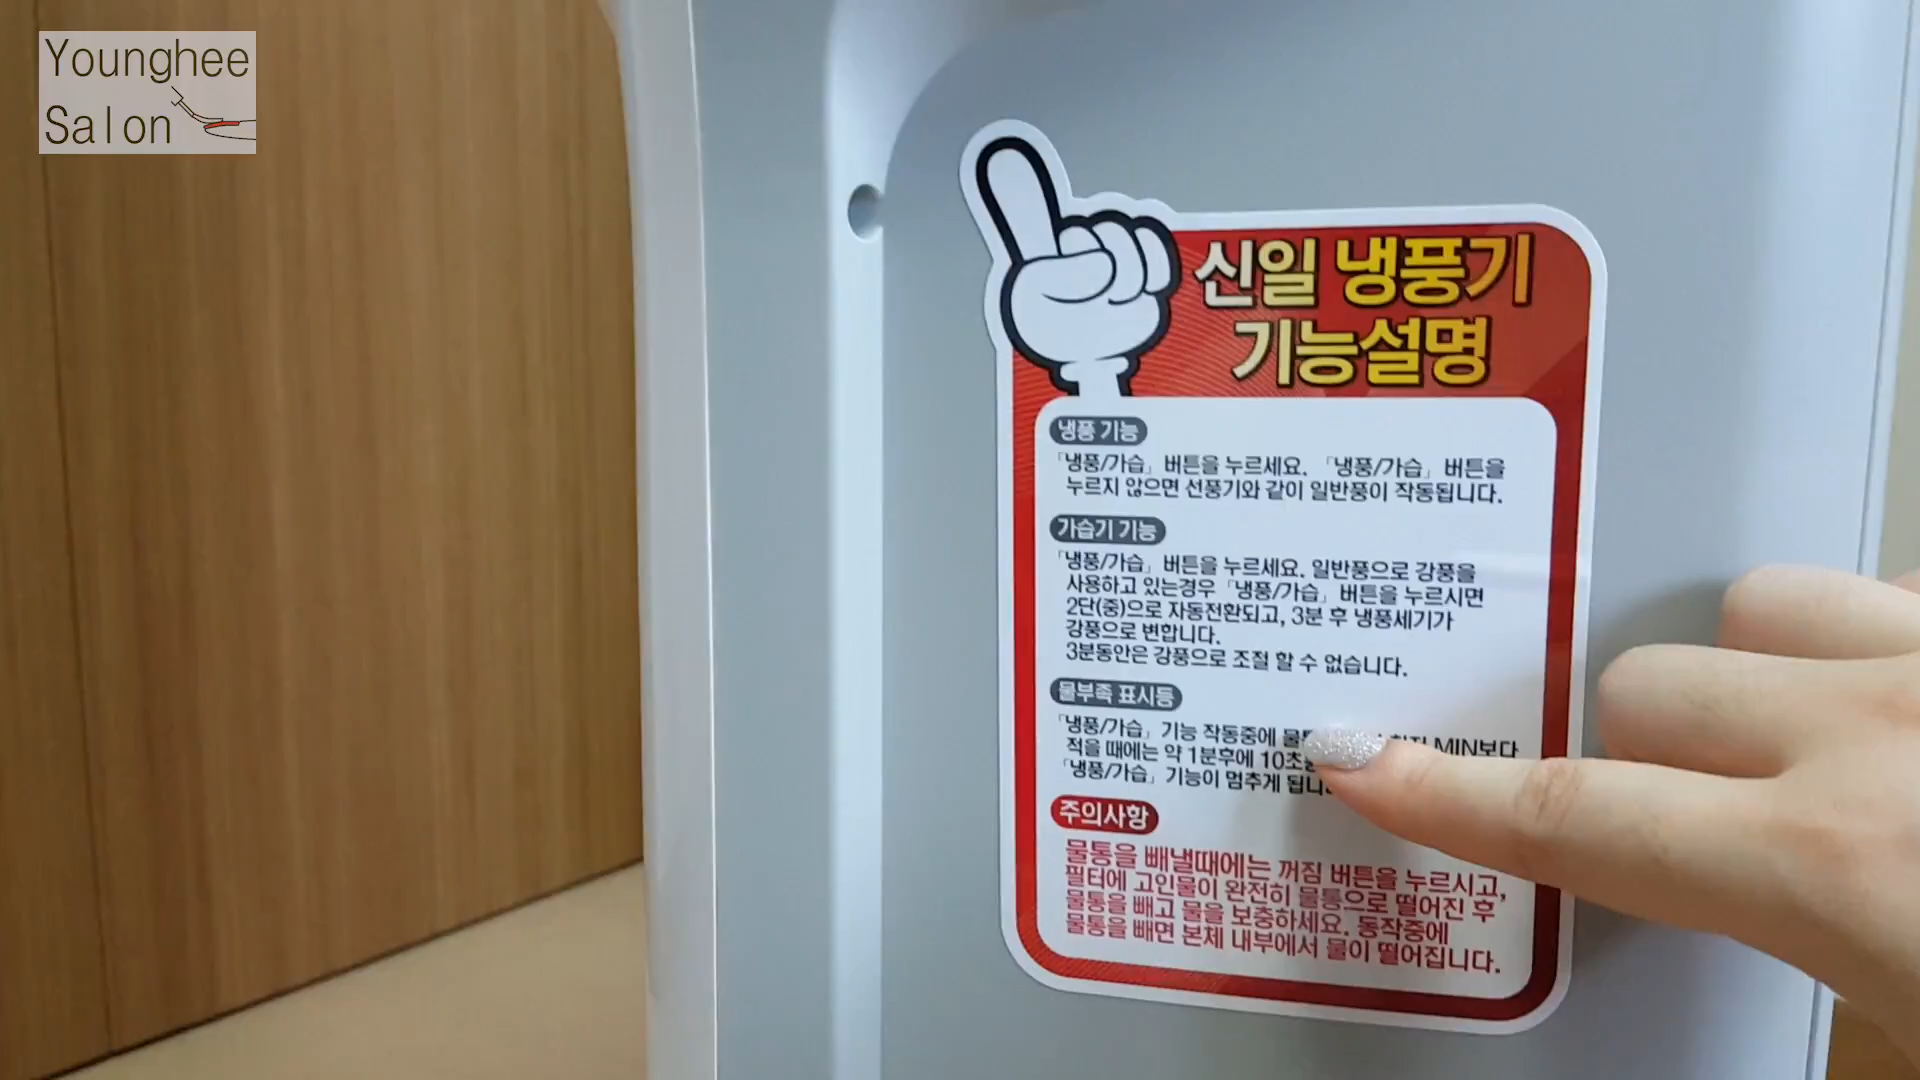 Younghee
Salon
신일 냉풍기
기능설명
냉풍 기능
「냉풍/가습」 버튼을 누르세요. 「냉풍/가습」 버튼을
누르지 않으면 선풍기와 같이 일반풍이 작동됩니다.
가습기 기능
「냉풍/가습」 버튼을 누르세요. 일반풍으로 강풍을
사용하고 있는경우 「냉풍/가습」 버튼을 누르시면
2단(중)으로 자동전환되고, 3분 후 냉풍세기가
강풍으로 변합니다.
3분동안은 강풍으로 조절 할 수 없습니다.
물부족 표시등
「냉풍/가습」 기능 작동중에 MIN보다
적을 때에는 약 1분후에
「냉풍/가습」 기능이 멈추게
주의사항
물통을 빼낼때에는 꺼짐 버튼을 누르시고,
필터에 고인물이 완전히 물통으로 떨어진 후
물통을 빼고 물을 보충하세요. 동작중에
물통을 빼면 본체 내부에서 물이 떨어집니다.